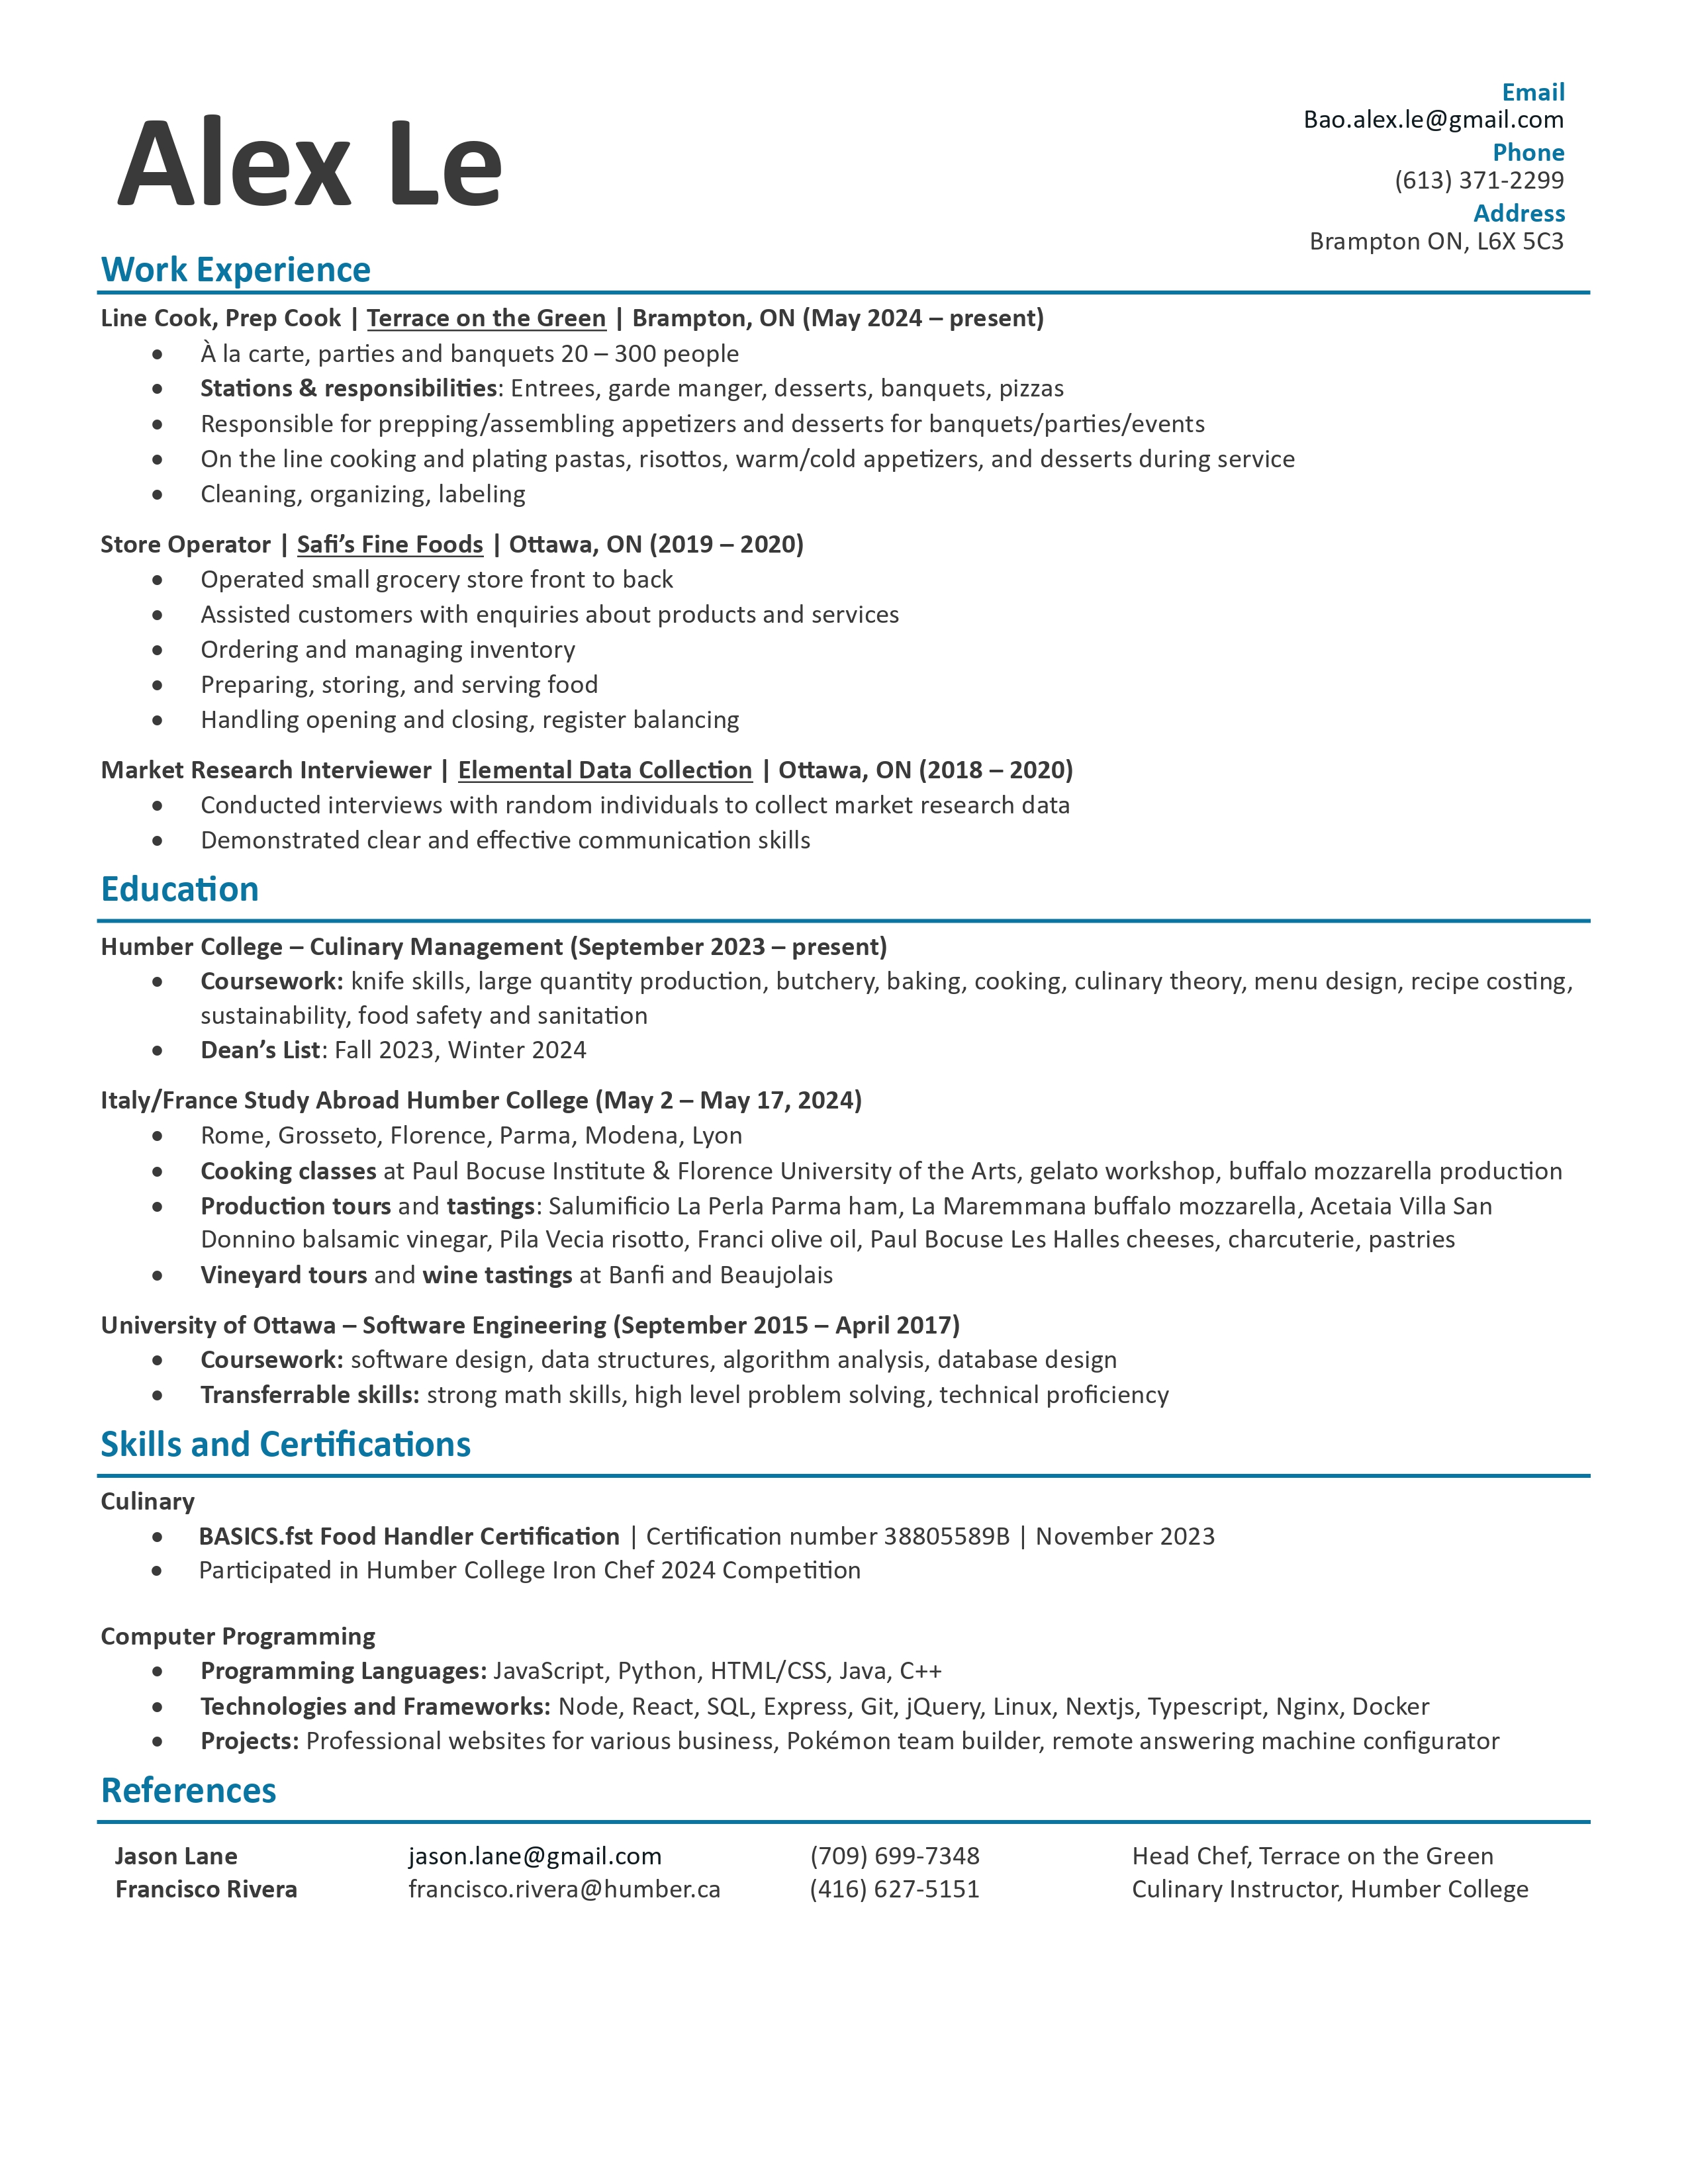 Alex Le
Email
Bao.alex.le@gmail.com
Phone
(613) 371-2299
Address
Brampton ON, L6X 5C3
Work Experience
Line Cook, Prep Cook | Terrace on the Green | Brampton, ON (May 2024 – present)
• À la carte, parties and banquets 20 – 300 people
• Stations & responsibilities: Entrees, garde manger, desserts, banquets, pizzas
• Responsible for prepping/assembling appetizers and desserts for banquets/parties/events
• On the line cooking and plating pastas, risottos, warm/cold appetizers, and desserts during service
• Cleaning, organizing, labeling
Store Operator | Safi’s Fine Foods | Ottawa, ON (2019 – 2020)
• Operated small grocery store front to back
• Assisted customers with enquiries about products and services
• Ordering and managing inventory
• Preparing, storing, and serving food
• Handling opening and closing, register balancing
Market Research Interviewer | Elemental Data Collection | Ottawa, ON (2018 – 2020)
• Conducted interviews with random individuals to collect market research data
• Demonstrated clear and effective communication skills
Education
Humber College – Culinary Management (September 2023 – present)
• Coursework: knife skills, large quantity production, butchery, baking, cooking, culinary theory, menu design, recipe costing,
sustainability, food safety and sanitation
• Dean’s List: Fall 2023, Winter 2024
Italy/France Study Abroad Humber College (May 2 – May 17, 2024)
• Rome, Grosseto, Florence, Parma, Modena, Lyon
• Cooking classes at Paul Bocuse Institute & Florence University of the Arts, gelato workshop, buffalo mozzarella production
• Production tours and tastings: Salumificio La Perla Parma ham, La Maremmana buffalo mozzarella, Acetaia Villa San
Donnino balsamic vinegar, Pila Vecia risotto, Franci olive oil, Paul Bocuse Les Halles cheeses, charcuterie, pastries
• Vineyard tours and wine tastings at Banfi and Beaujolais
University of Ottawa – Software Engineering (September 2015 – April 2017)
• Coursework: software design, data structures, algorithm analysis, database design
• Transferrable skills: strong math skills, high level problem solving, technical proficiency
Skills and Certifications
Culinary
• BASICS.fst Food Handler Certification | Certification number 38805589B | November 2023
• Participated in Humber College Iron Chef 2024 Competition
Computer Programming
• Programming Languages: JavaScript, Python, HTML/CSS, Java, C++
• Technologies and Frameworks: Node, React, SQL, Express, Git, jQuery, Linux, Nextjs, Typescript, Nginx, Docker
• Projects: Professional websites for various business, Pokémon team builder, remote answering machine configurator
References
Jason Lane jason.lane@gmail.com (709) 699-7348 Head Chef, Terrace on the Green
Francisco Rivera francisco.rivera@humber.ca (416) 627-5151 Culinary Instructor, Humber College